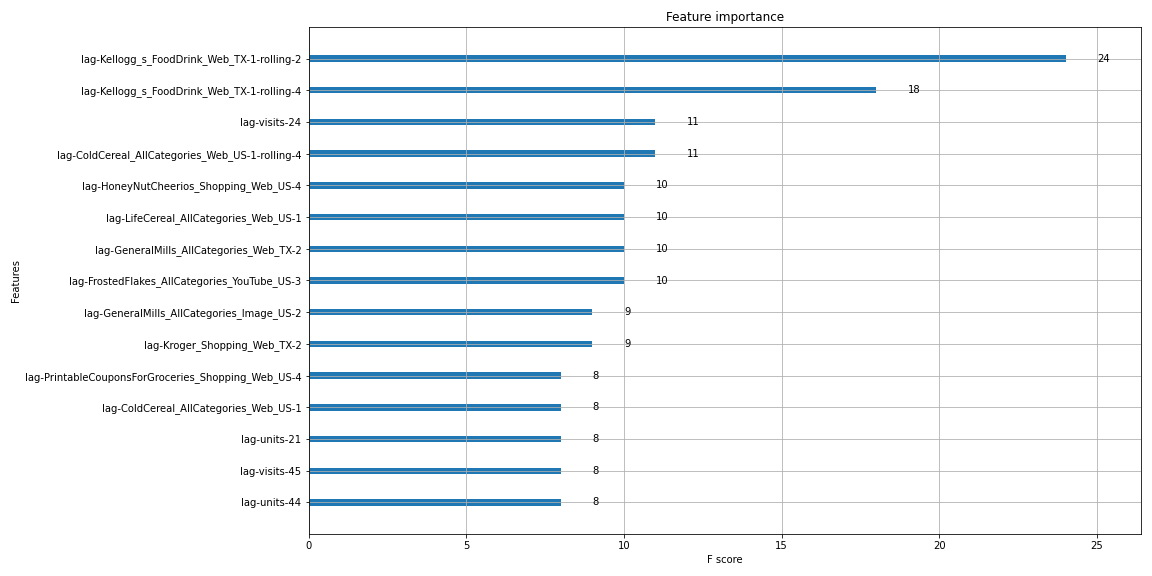 Feature importance
lag-Kellogg_s_FoodDrink_Web_TX-1-rolling-2 24
lag-Kellogg_s_FoodDrink_Web_TX-1-rolling-4 18
lag-visits-24 11
lag-ColdCereal_AllCategories_Web_US-1-rolling-4 11
lag-HoneyNutCheerios_Shopping_Web_US-4 10
lag-LifeCereal_AllCategories_Web_US-1 10
lag-GeneralMills_AllCategories_Web_TX-2 10
lag-FrostedFlakes_AllCategories_YouTube_US-3 10
lag-GeneralMills_AllCategories_Image_US-2 9
lag-Kroger_Shopping_Web_TX-2 9
lag-PrintableCouponsForGroceries_Shopping_Web_US-4 8
lag-ColdCereal_AllCategories_Web_US-1 8
lag-units-21 8
lag-visits-45 8
lag-units-44 8
Features
0 5 10 15 20 25
F score